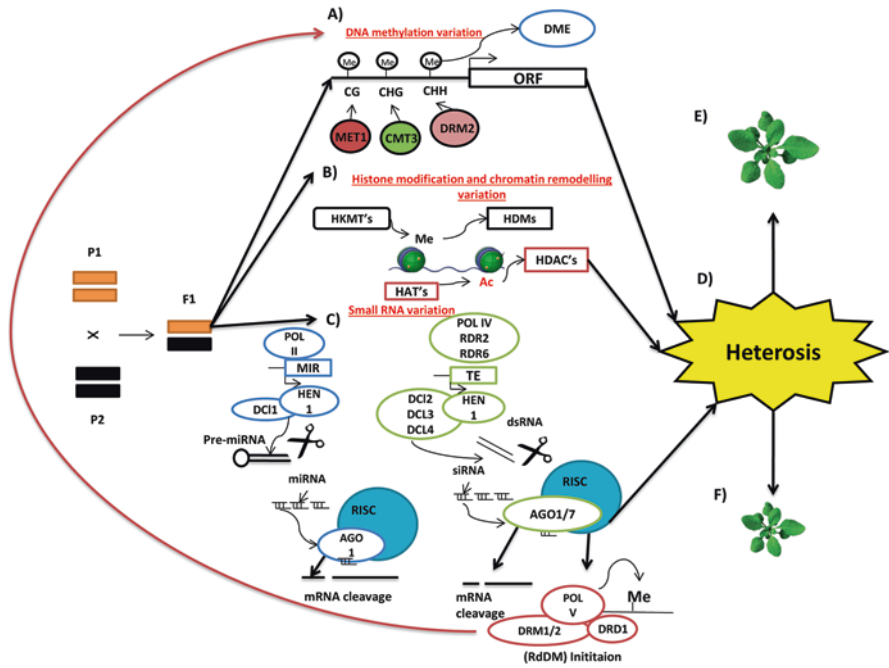 A)
DNA methylation variation
DME
Me
Me
Me
ORF
CG
CHG
CHH
MET1
CMT3
DRM2
B)
Histone modification and chromatin remodelling
variation
HKMT's
Me
HDMs
HAT's
Ac
HDAC's
P1
X
P2
F1
Small RNA variation
C)
POL
II
MIR
HEN
1
DCl1
Pre-miRNA
miRNA
RISC
AGO
1
mRNA cleavage
POL IV
RDR2
RDR6
TE
DCl2
DCL3
DCL4
HEN
1
dsRNA
siRNA
RISC
AGO1/7
mRNA
cleavage
POL
V
Me
DRM1/2
DRD1
(RdDM) Inititaion
D)
Heterosis
E)
F)